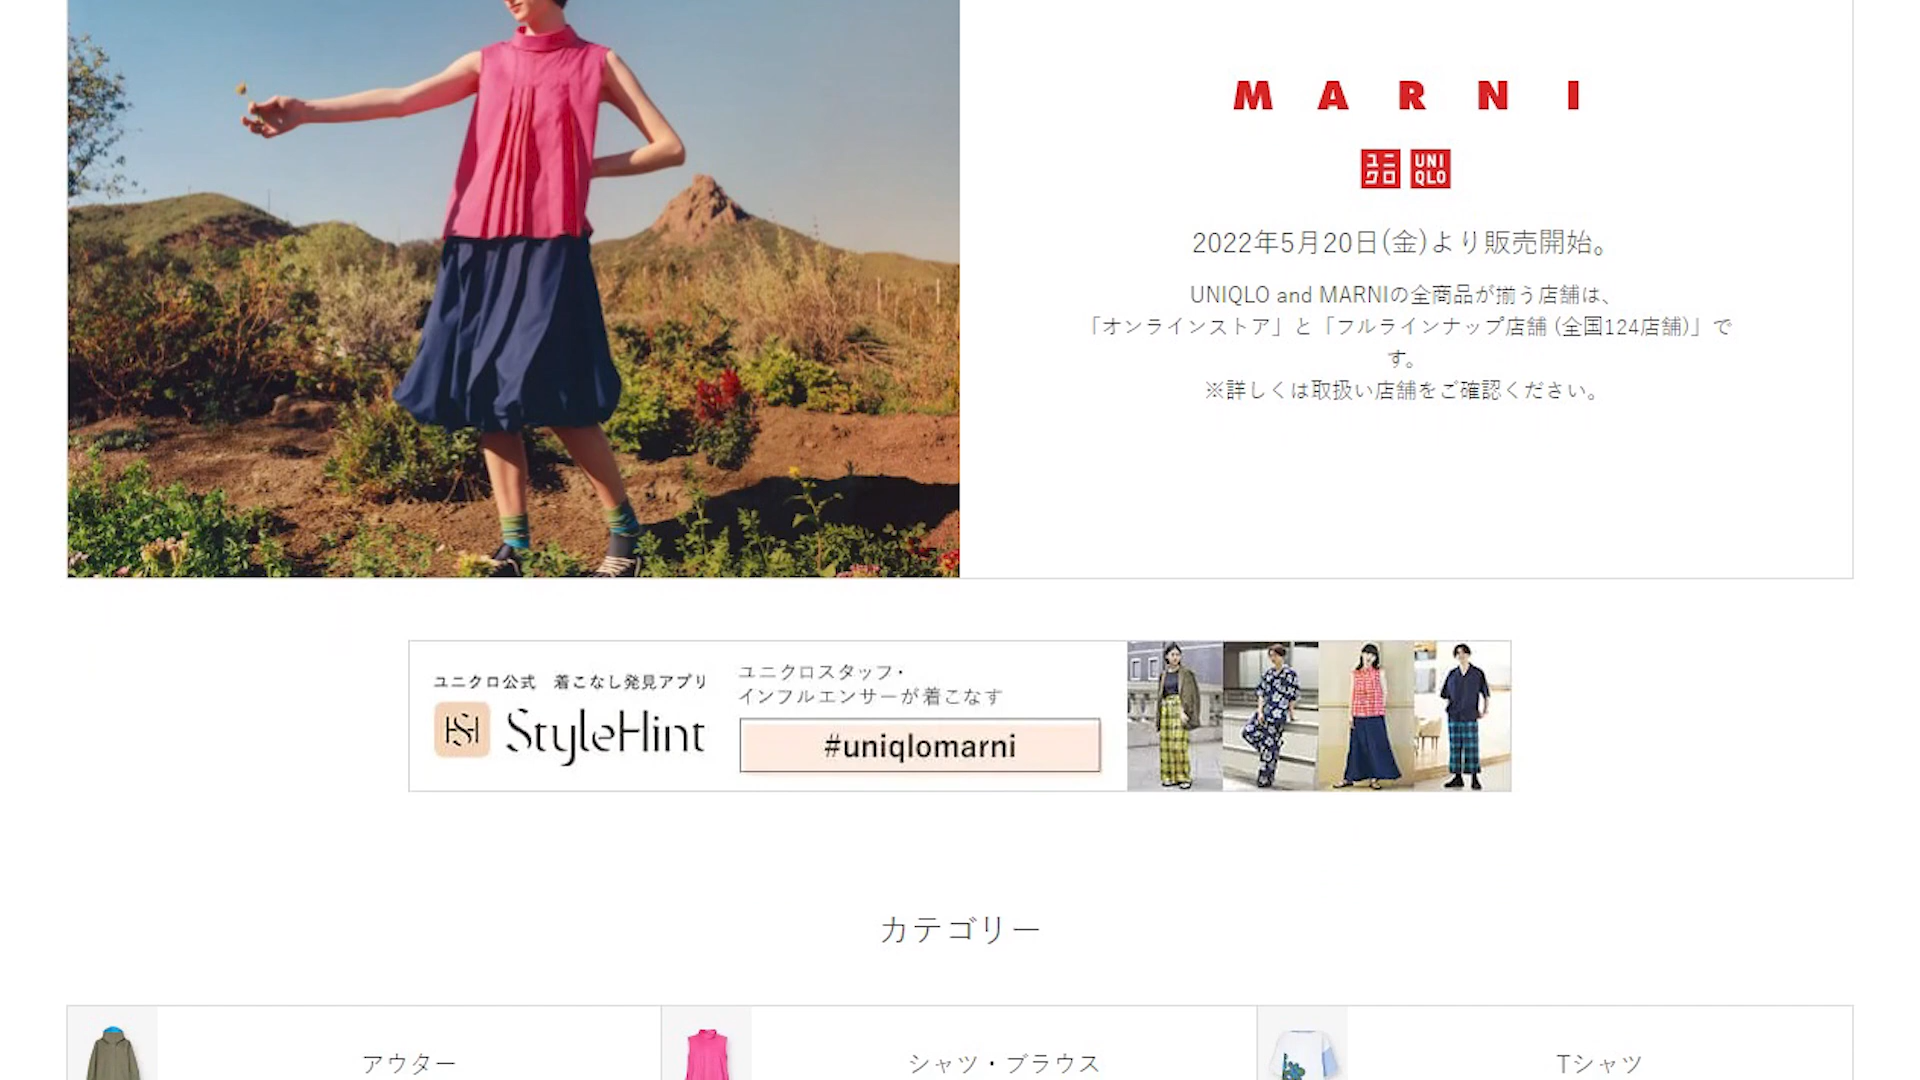 MARNI
ユニクロ UNIQLO
2022年5月20日(金)より販売開始。
UNIQLO and MARNIの全商品が揃う店舗は、
「オンラインストア」と「フルラインナップ店舗 (全国124店舗)」で
す。
※詳しくは取扱い店舗をご確認ください。
ユニクロ公式 着こなし発見アプリ
StyleHint
ユニクロスタッフ・
インフルエンサーが着こなす
#uniqlomarni
カテゴリー
アウター
シャツ・ブラウス
Tシャツ